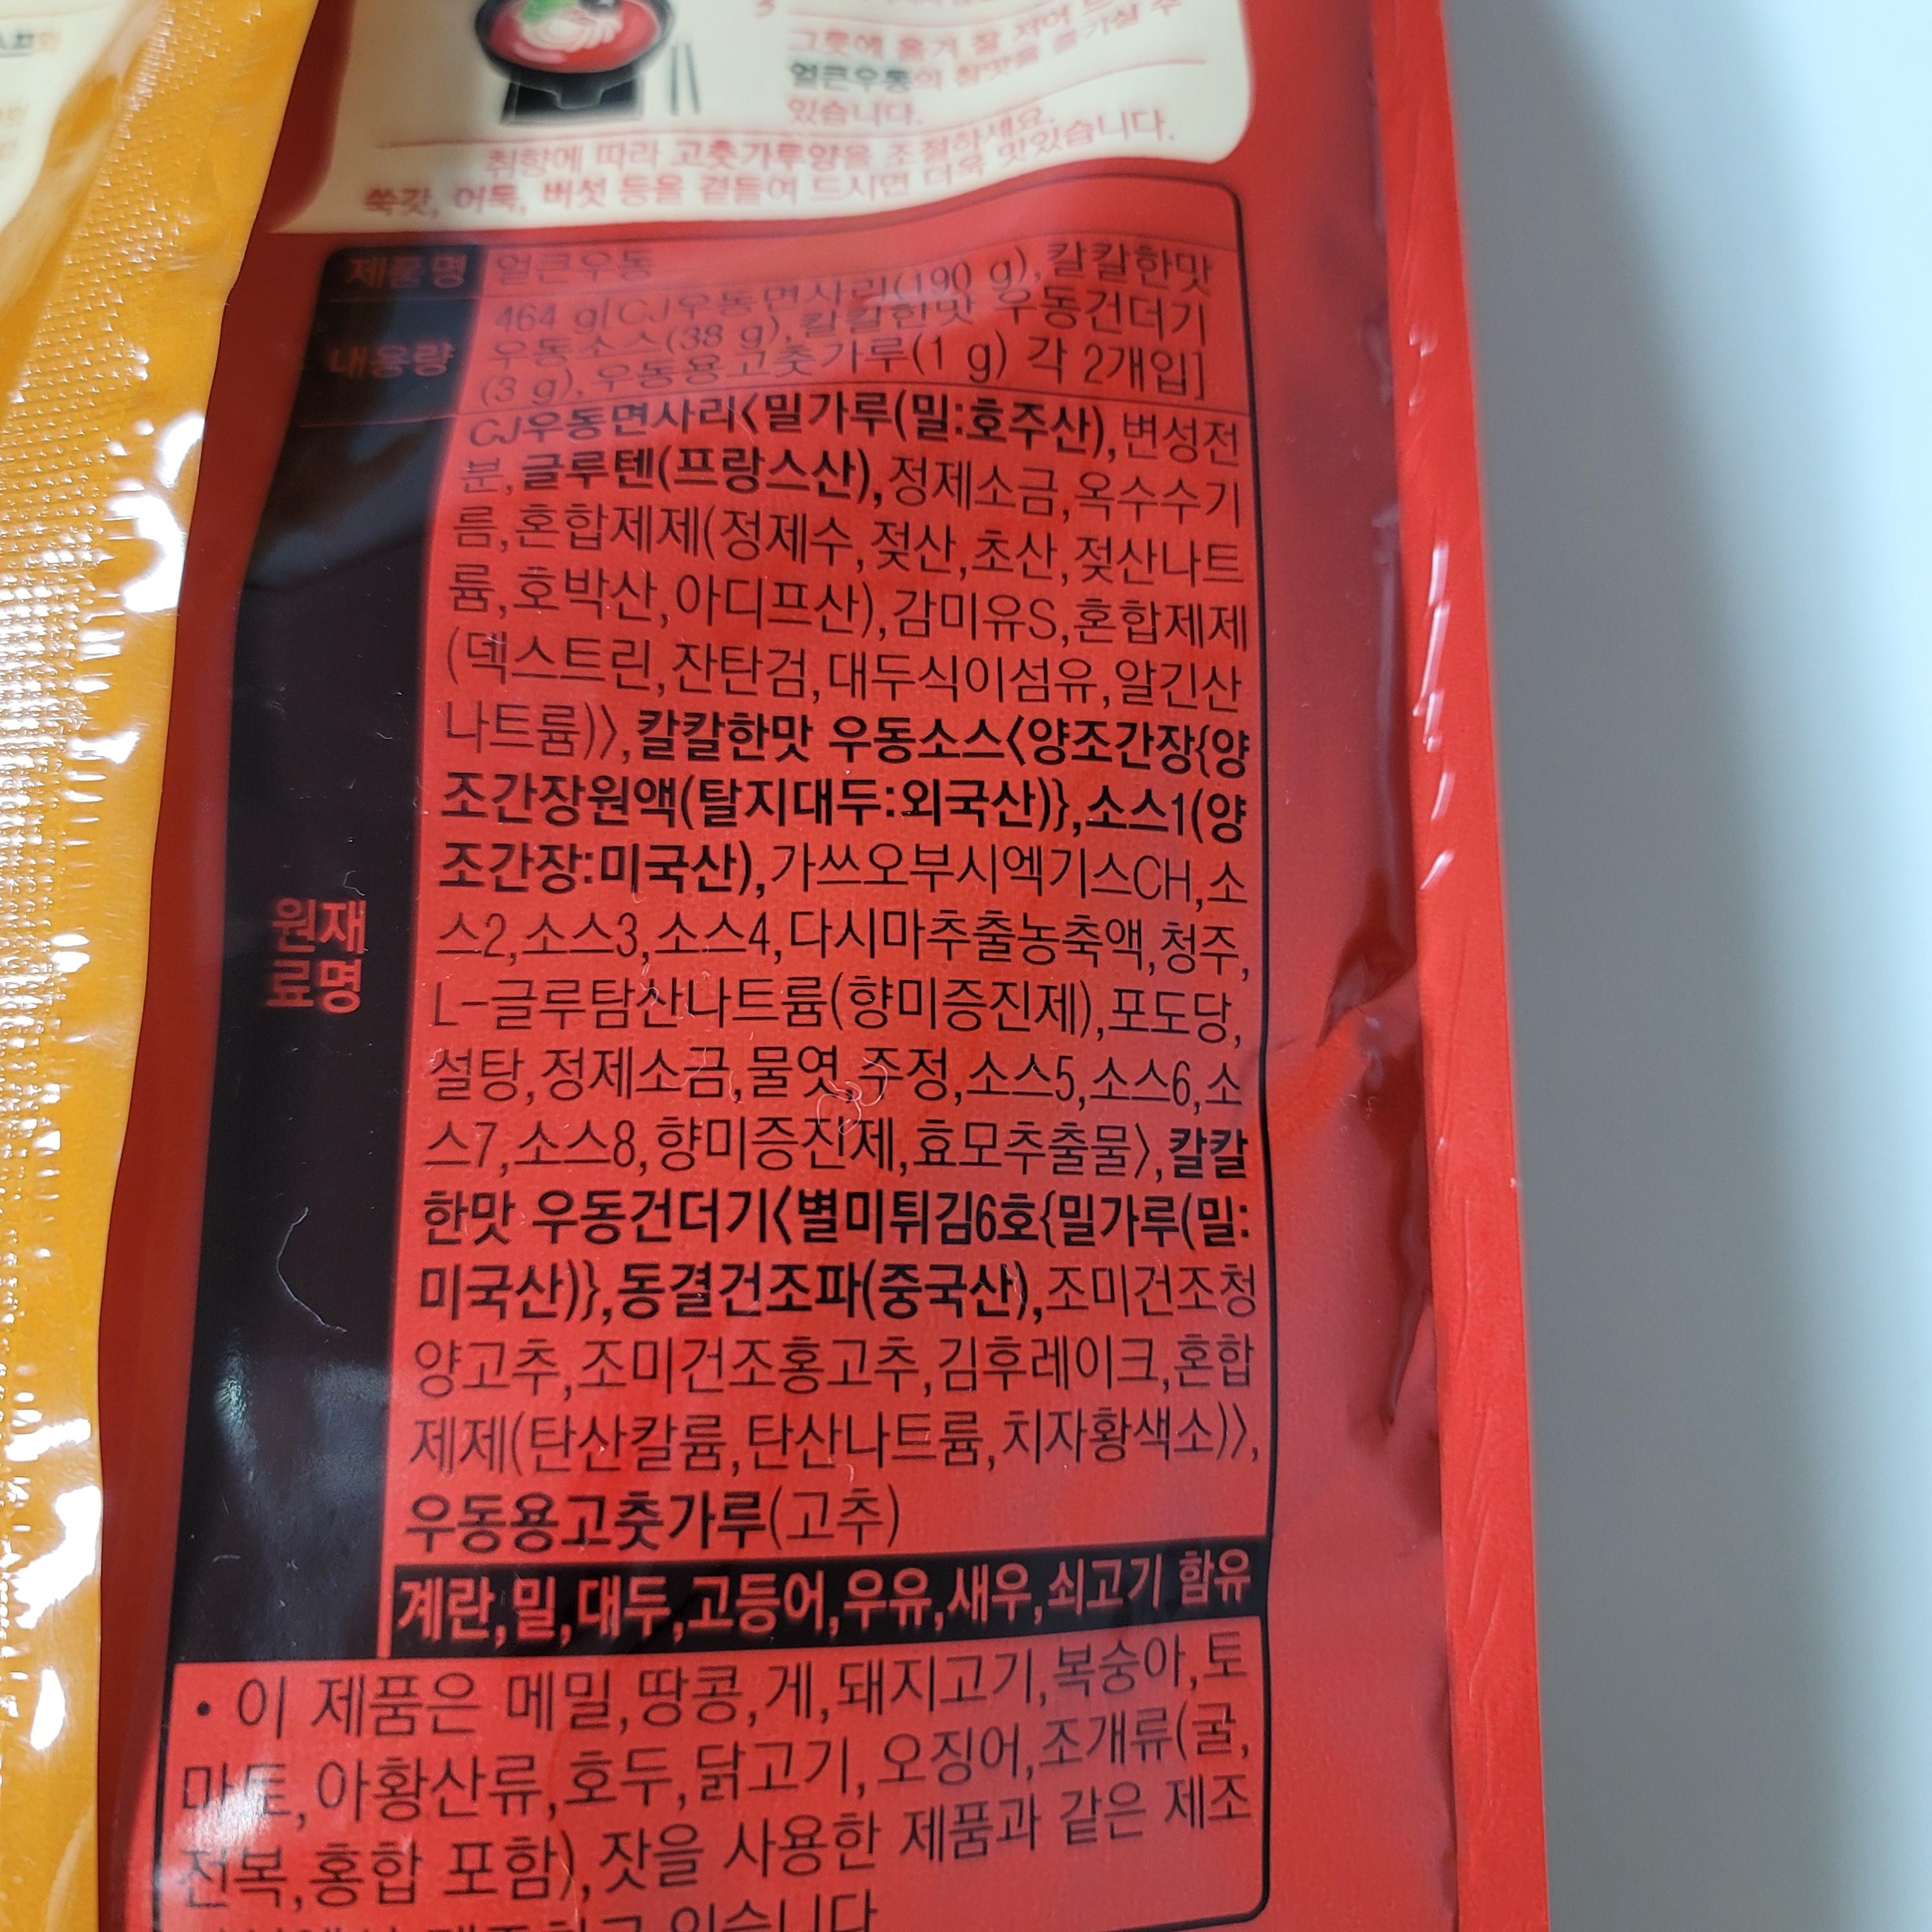 그릇에 옮겨 잘 저어
얼큰우동의 참맛을 즐기실 수
있습니다.
취향에 따라 고춧가루양을 조절하세요.
쑥갓, 어묵, 버섯 등을 곁들여 드시면 더욱 맛있습니다.
제품명 얼큰우동
내용량 464 g[CJ우동면사리(190 g), 칼칼한맛
우동소스(38 g), 칼칼한맛 우동건더기
(3 g), 우동용고춧가루(1 g) 각 2개입]
원재
료명
CJ우동면사리〈밀가루(밀:호주산),변성전
분,글루텐(프랑스산),정제소금,옥수수기
름,혼합제제(정제수,젖산,초산,젖산나트
륨,호박산,아디프산),감미유S,혼합제제
(덱스트린,잔탄검,대두식이섬유,알긴산
나트륨)〉,칼칼한맛 우동소스〈양조간장{양
조간장원액(탈지대두:외국산)},소스1(양
조간장:미국산),가쓰오부시엑기스CH,소
스2,소스3,소스4,다시마추출농축액,청주,
L-글루탐산나트륨(향미증진제),포도당,
설탕,정제소금,물엿,주정,소스5,소스6,소
스7,소스8,향미증진제,효모추출물〉,칼칼
한맛 우동건더기〈별미튀김6호{밀가루(밀:
미국산)},동결건조파(중국산),조미건조청
양고추,조미건조홍고추,김후레이크,혼합
제제(탄산칼륨,탄산나트륨,치자황색소)〉,
우동용고춧가루(고추)
계란,밀,대두,고등어,우유,새우,쇠고기 함유
• 이 제품은 메밀,땅콩,게,돼지고기,복숭아,토
마토,아황산류,호두,닭고기,오징어,조개류(굴,
전복,홍합 포함),잣을 사용한 제품과 같은 제조
있습니다